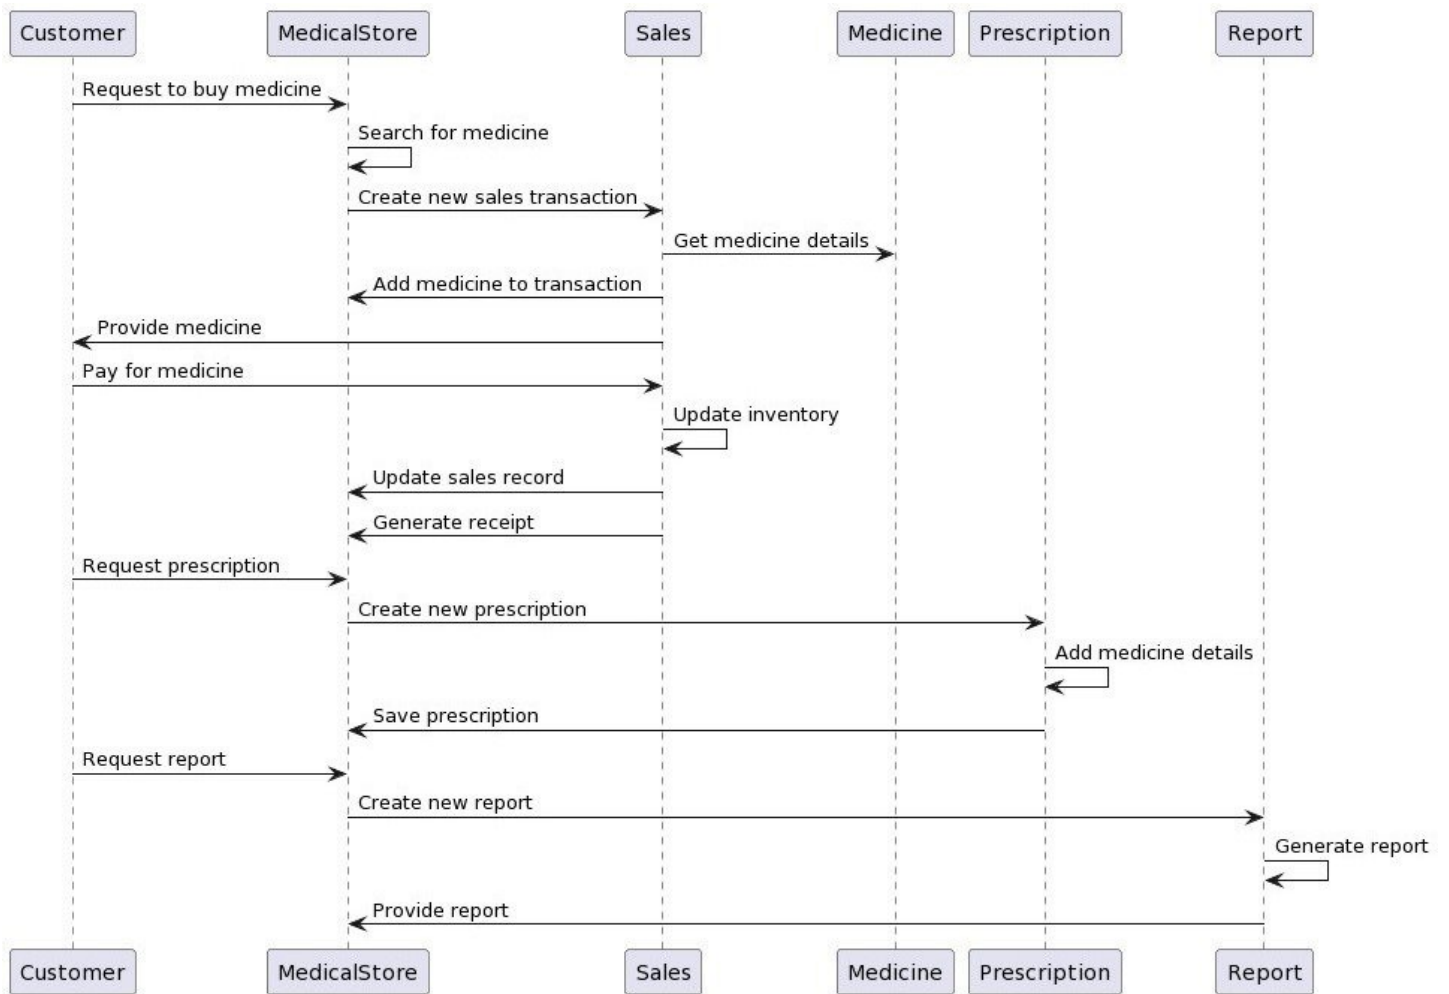 Customer MedicalStore Sales Medicine Prescription Report
Request to buy medicine
Search for medicine
Create new sales transaction
Get medicine details
Add medicine to transaction
Provide medicine
Pay for medicine
Update inventory
Update sales record
Generate receipt
Request prescription
Create new prescription
Add medicine details
Save prescription
Request report
Create new report
Generate report
Provide report
Customer MedicalStore Sales Medicine Prescription Report